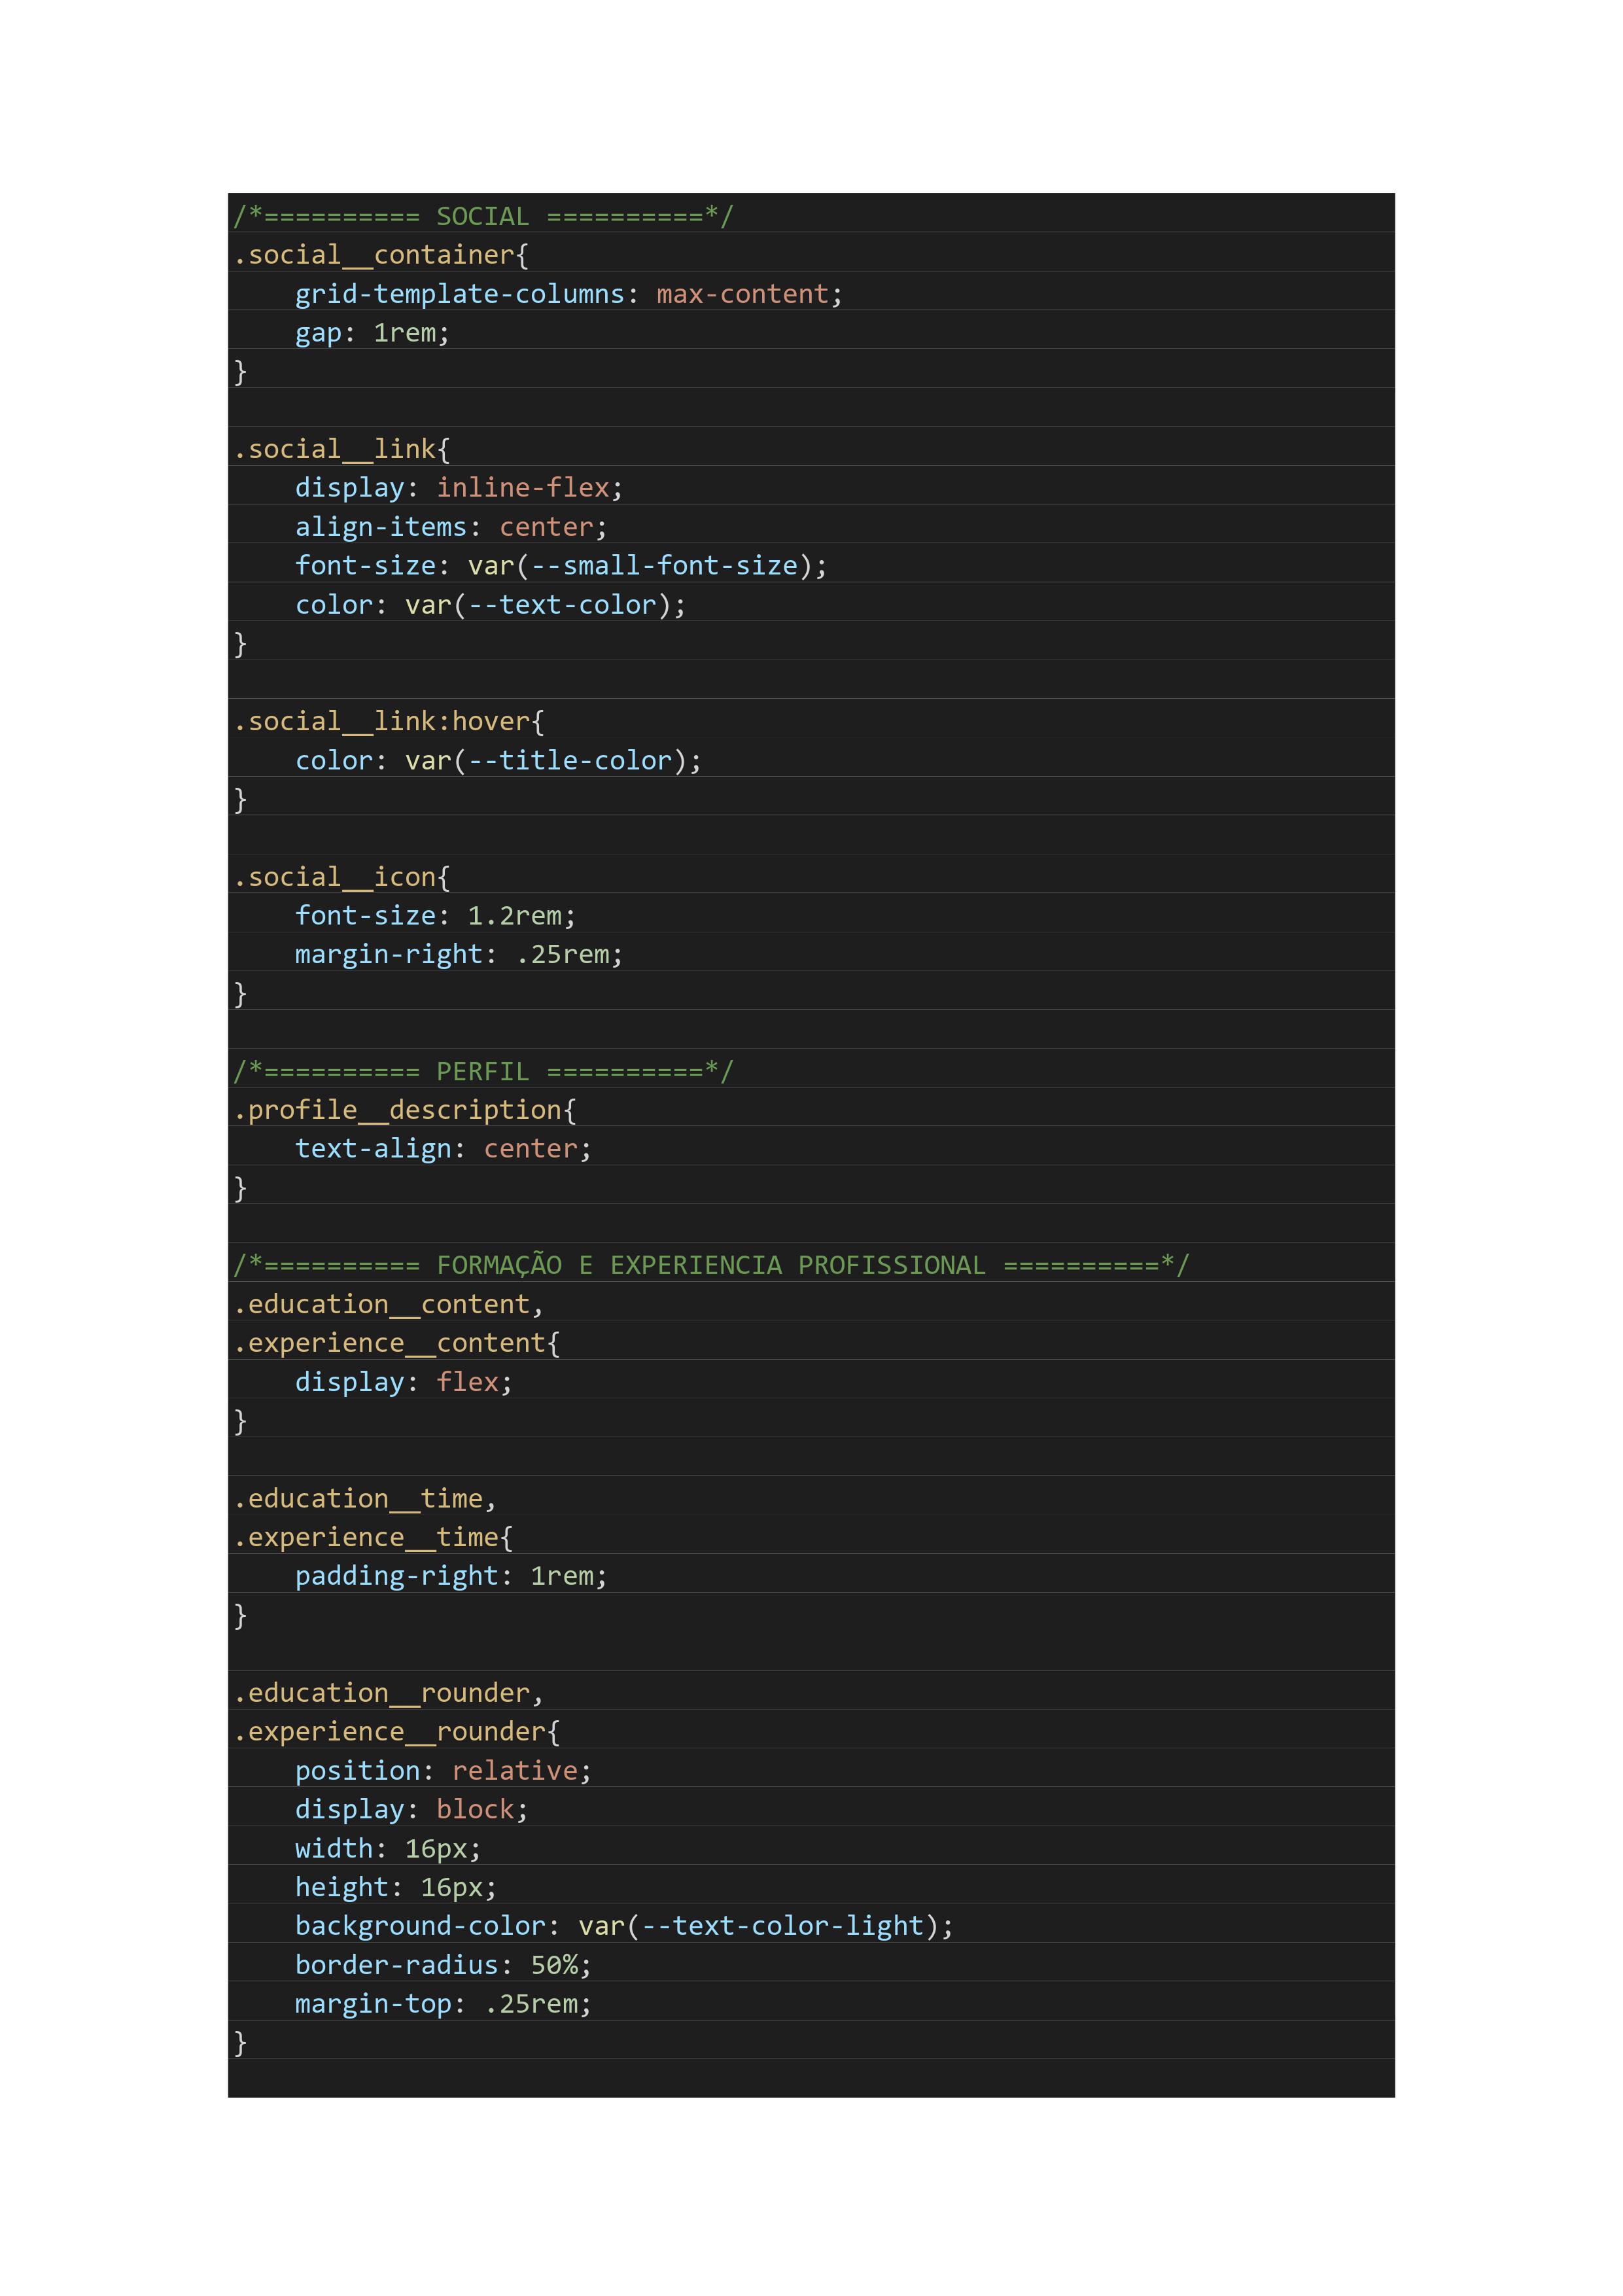 /*========== SOCIAL ==========*/
.social__container{
    grid-template-columns: max-content;
    gap: 1rem;
}

.social__link{
    display: inline-flex;
    align-items: center;
    font-size: var(--small-font-size);
    color: var(--text-color);
}

.social__link:hover{
    color: var(--title-color);
}

.social__icon{
    font-size: 1.2rem;
    margin-right: .25rem;
}

/*========== PERFIL ==========*/
.profile__description{
    text-align: center;
}

/*========== FORMAÇÃO E EXPERIENCIA PROFISSIONAL ==========*/
.education__content,
.experience__content{
    display: flex;
}

.education__time,
.experience__time{
    padding-right: 1rem;
}

.education__rounder,
.experience__rounder{
    position: relative;
    display: block;
    width: 16px;
    height: 16px;
    background-color: var(--text-color-light);
    border-radius: 50%;
    margin-top: .25rem;
}